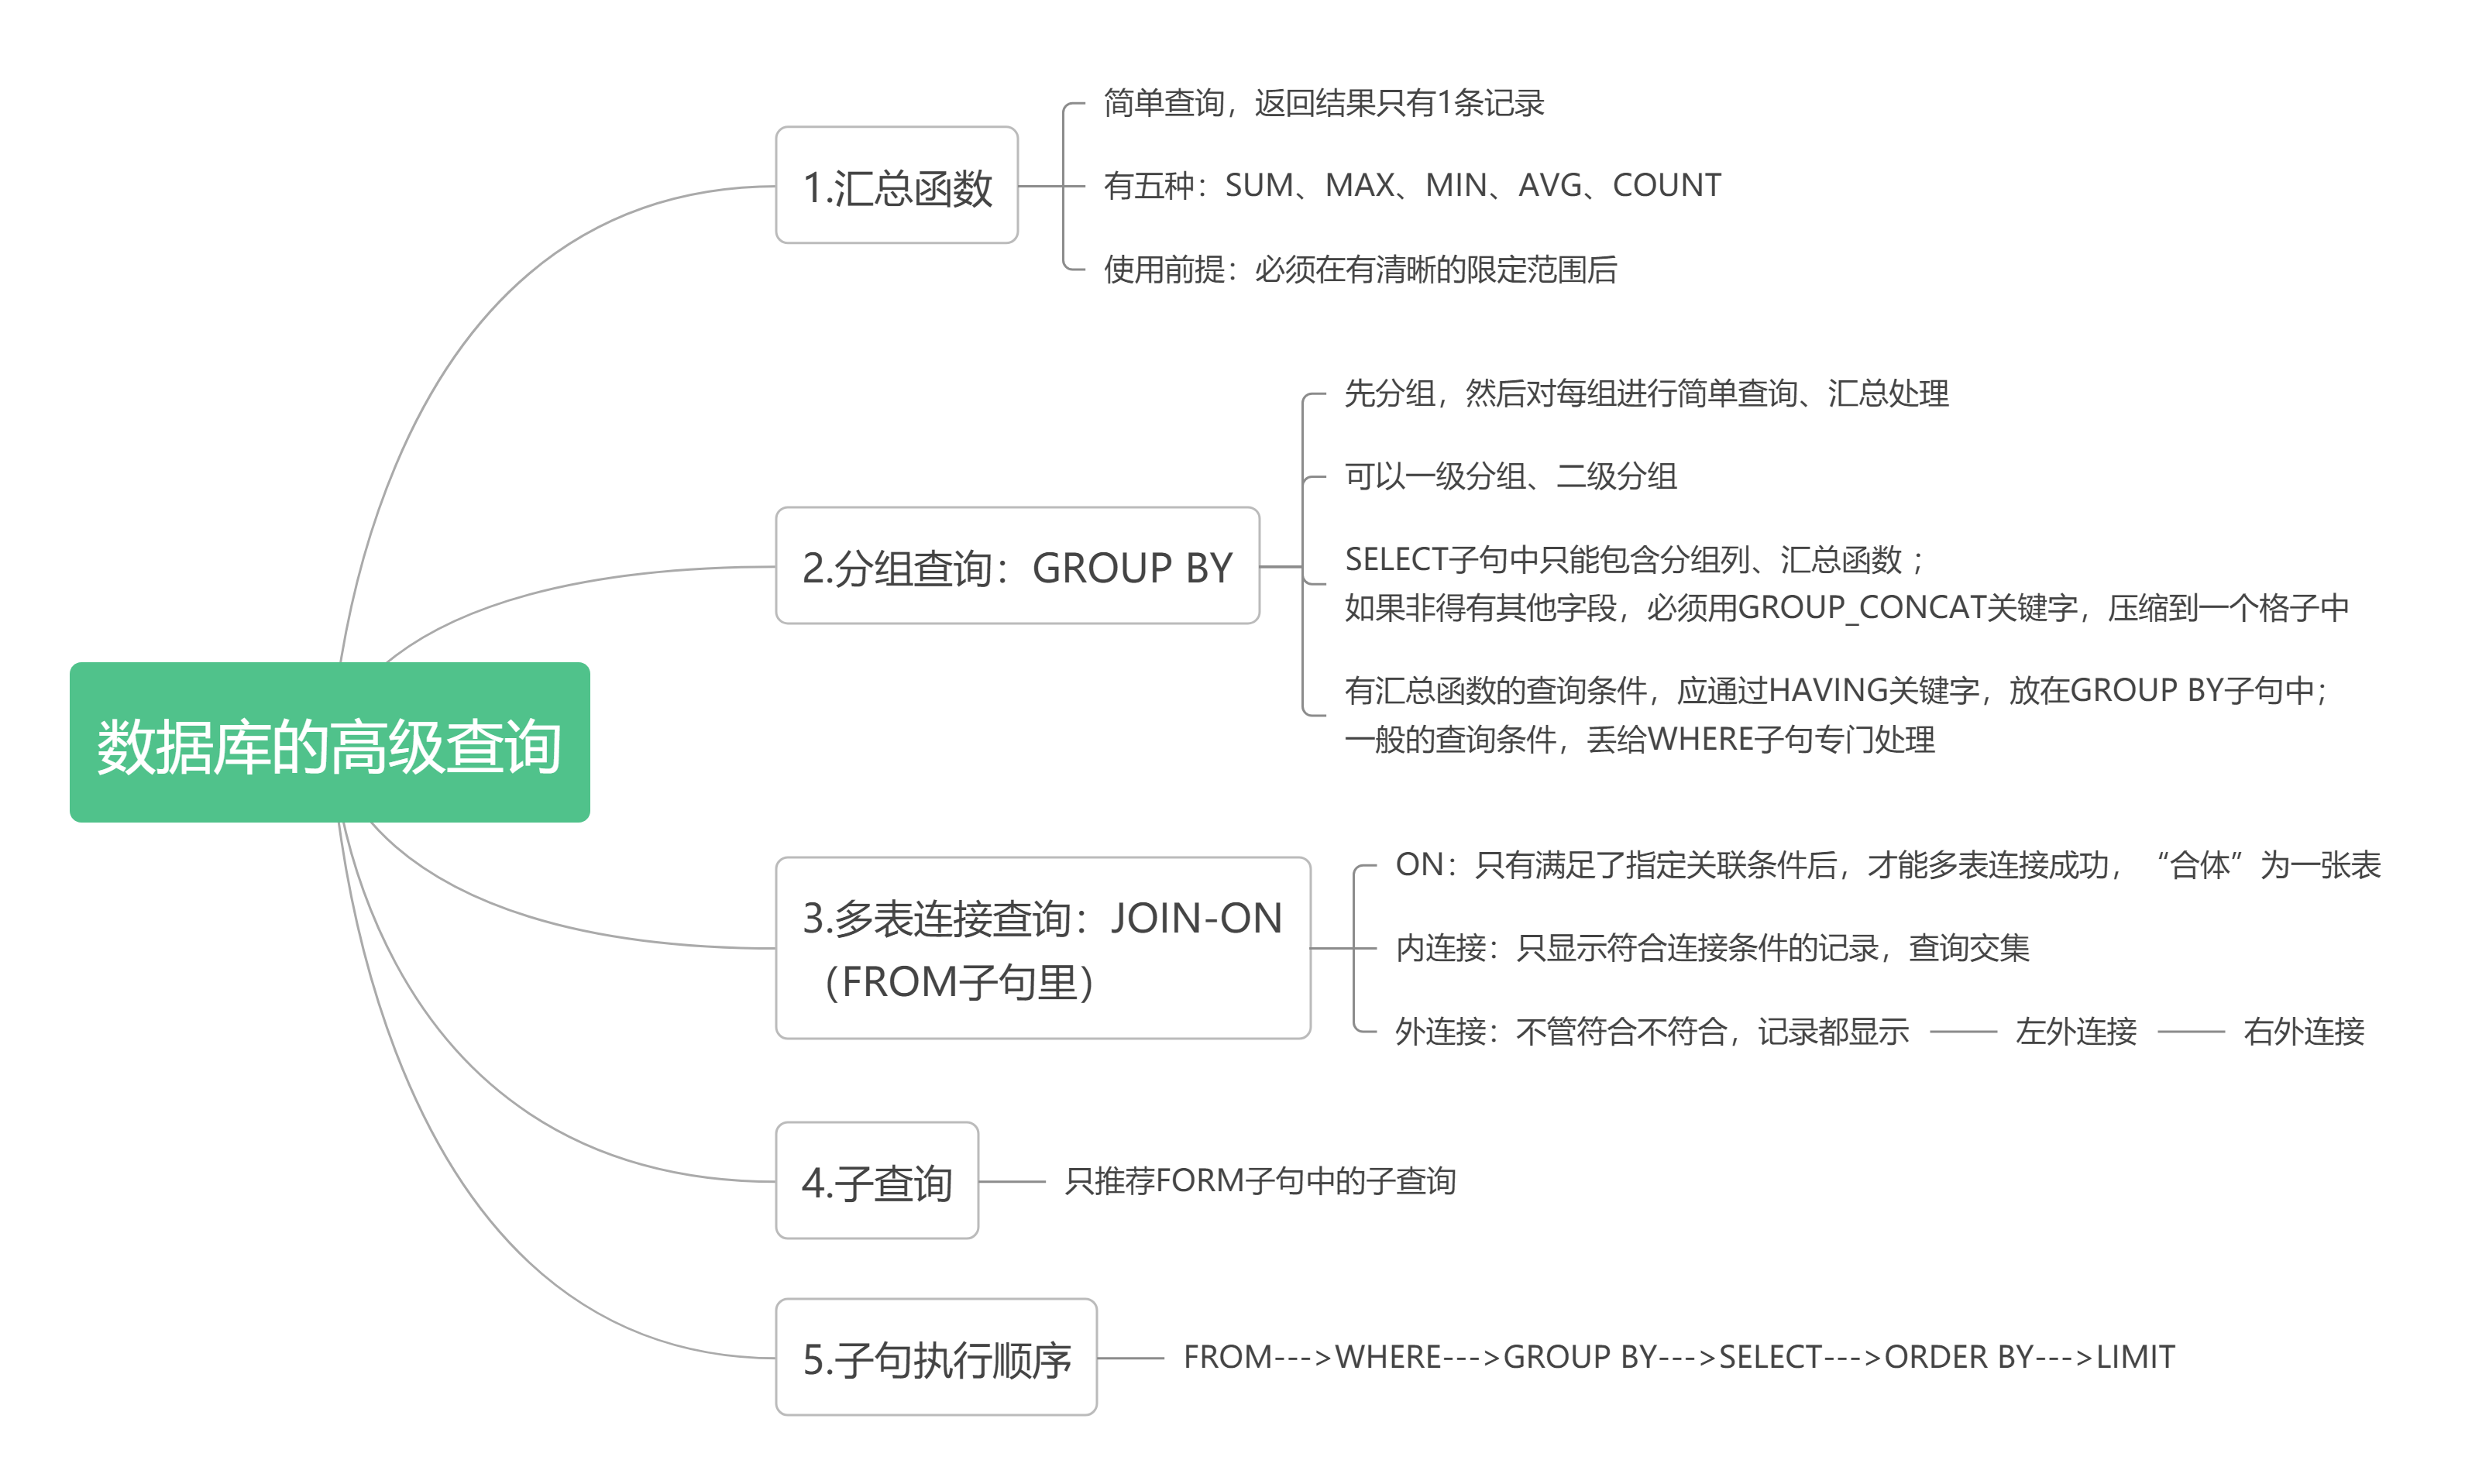 数据库的高级查询
1.汇总函数
简单查询，返回结果只有1条记录
有五种：SUM、MAX、MIN、AVG、COUNT
使用前提：必须在有清晰的限定范围后
2.分组查询：GROUP BY
先分组，然后对每组进行简单查询、汇总处理
可以一级分组、二级分组
SELECT子句中只能包含分组列、汇总函数 ；
如果非得有其他字段，必须用GROUP_CONCAT关键字，压缩到一个格子中
有汇总函数的查询条件，应通过HAVING关键字，放在GROUP BY子句中；
一般的查询条件，丢给WHERE子句专门处理
3.多表连接查询：JOIN-ON
（FROM子句里）
ON：只有满足了指定关联条件后，才能多表连接成功，“合体”为一张表
内连接：只显示符合连接条件的记录，查询交集
外连接：不管符合不符合，记录都显示
左外连接
右外连接
4.子查询
只推荐FORM子句中的子查询
5.子句执行顺序
FROM--->WHERE--->GROUP BY--->SELECT--->ORDER BY--->LIMIT